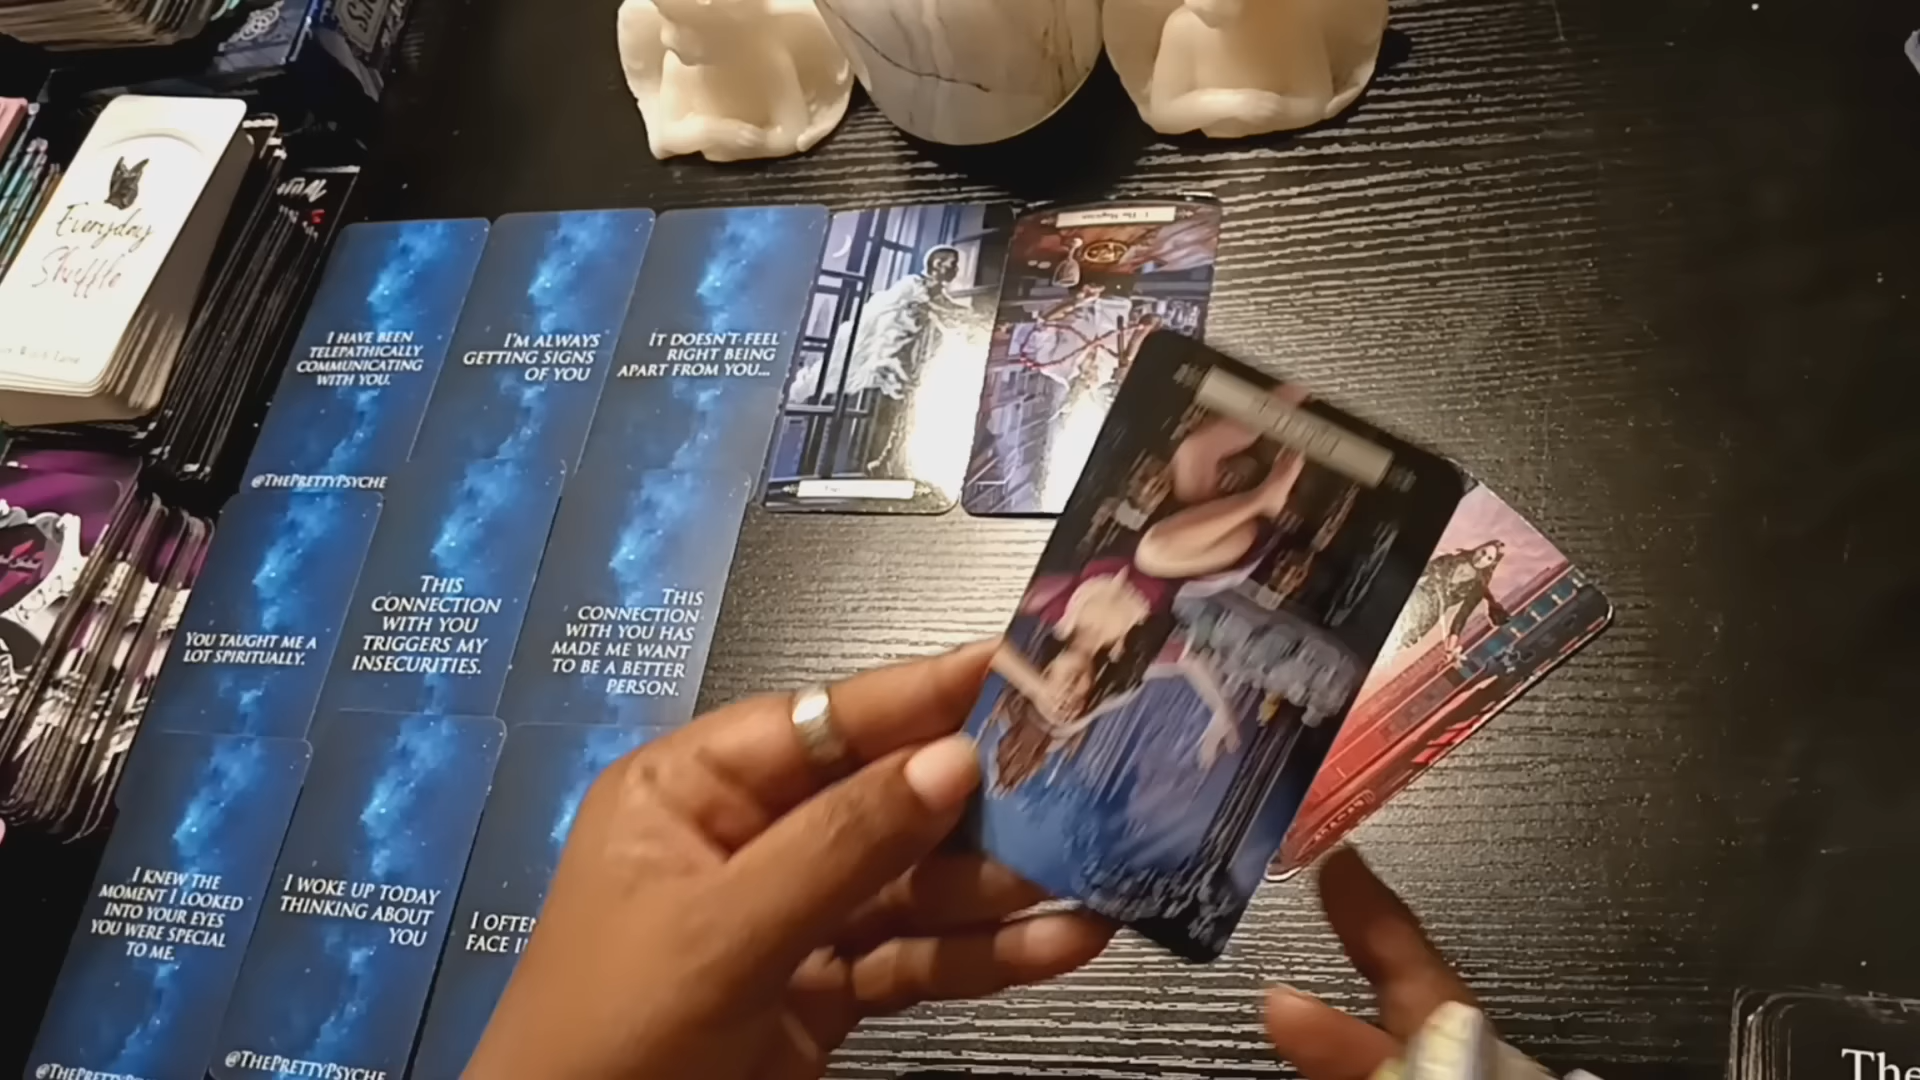 Everyday
Shuffle
I HAVE BEEN
TELEPATHICALLY
COMMUNICATING
WITH YOU.
@THEPRETTYPSYCHE
I'M ALWAYS
GETTING SIGNS
OF YOU
IT DOESN'T FEEL
RIGHT BEING
APART FROM YOU...
YOU TAUGHT ME A
LOT SPIRITUALLY.
THIS
CONNECTION
WITH YOU
TRIGGERS MY
INSECURITIES.
THIS
CONNECTION
WITH YOU HAS
MADE ME WANT
TO BE A BETTER
PERSON.
I KNEW THE
MOMENT I LOOKED
INTO YOUR EYES
YOU WERE SPECIAL
TO ME.
@THEPRETTYPSY
I WOKE UP TODAY
THINKING ABOUT
YOU
@THEPRETTYPSYCHE
I OFTEN
FACE I
The